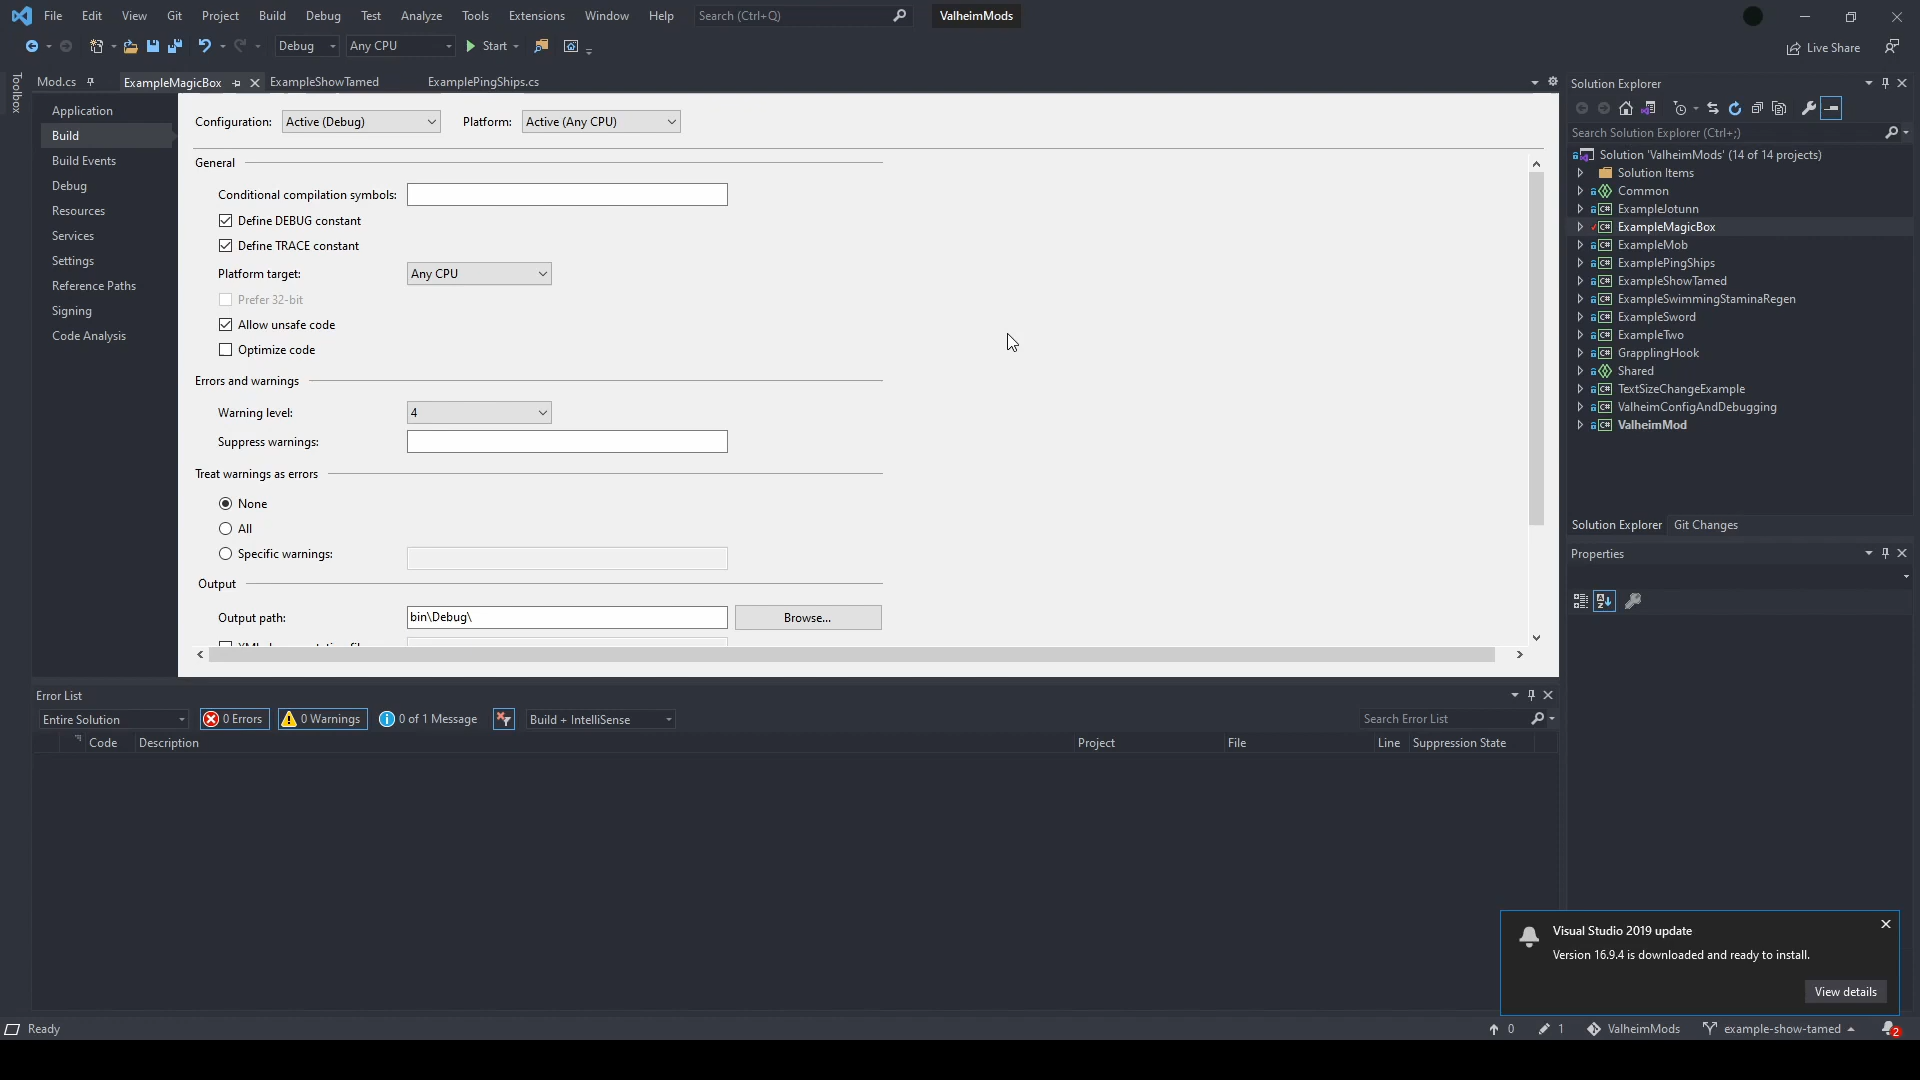 File Edit View Git Project Build Debug Test Analyze Tools Extensions Window Help Search (Ctrl+Q) ValheimMods
Debug Any CPU Start Live Share
Toolbox
Mod.cs ExampleMagicBox ExampleShowTamed ExamplePingShips.cs
Application
Build
Build Events
Debug
Resources
Services
Settings
Reference Paths
Signing
Code Analysis
Configuration: Active (Debug) Platform: Active (Any CPU)
General
Conditional compilation symbols:
Define DEBUG constant
Define TRACE constant
Platform target: Any CPU
Prefer 32-bit
Allow unsafe code
Optimize code
Errors and warnings
Warning level: 4
Suppress warnings:
Treat warnings as errors
None
All
Specific warnings:
Output
Output path: bin\Debug\ Browse...
Solution Explorer
Search Solution Explorer (Ctrl+;)
Solution 'ValheimMods' (14 of 14 projects)
Solution Items
Common
C# ExampleJotunn
C# ExampleMagicBox
C# ExampleMob
C# ExamplePingShips
C# ExampleShowTamed
C# ExampleSwimmingStaminaRegen
C# ExampleSword
C# ExampleTwo
C# GrapplingHook
Shared
C# TextSizeChangeExample
C# ValheimConfigAndDebugging
C# ValheimMod
Solution Explorer Git Changes
Properties
Error List
Entire Solution 0 Errors 0 Warnings 0 of 1 Message Build + IntelliSense Search Error List
Code Description Project File Line Suppression State
Visual Studio 2019 update
Version 16.9.4 is downloaded and ready to install.
View details
Ready 0 1 ValheimMods example-show-tamed 2